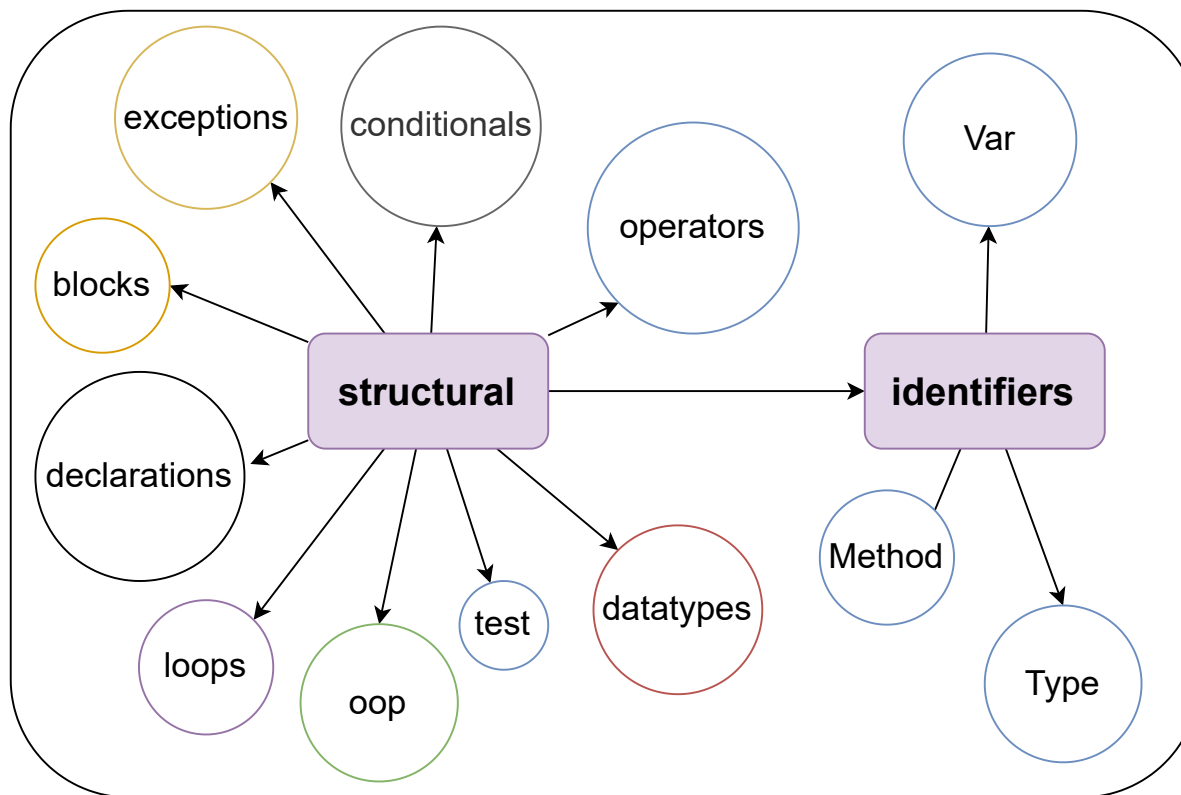 exceptions
conditionals
Var
operators
blocks
structural
identifiers
declarations
Method
datatypes
test
loops
oop
Type